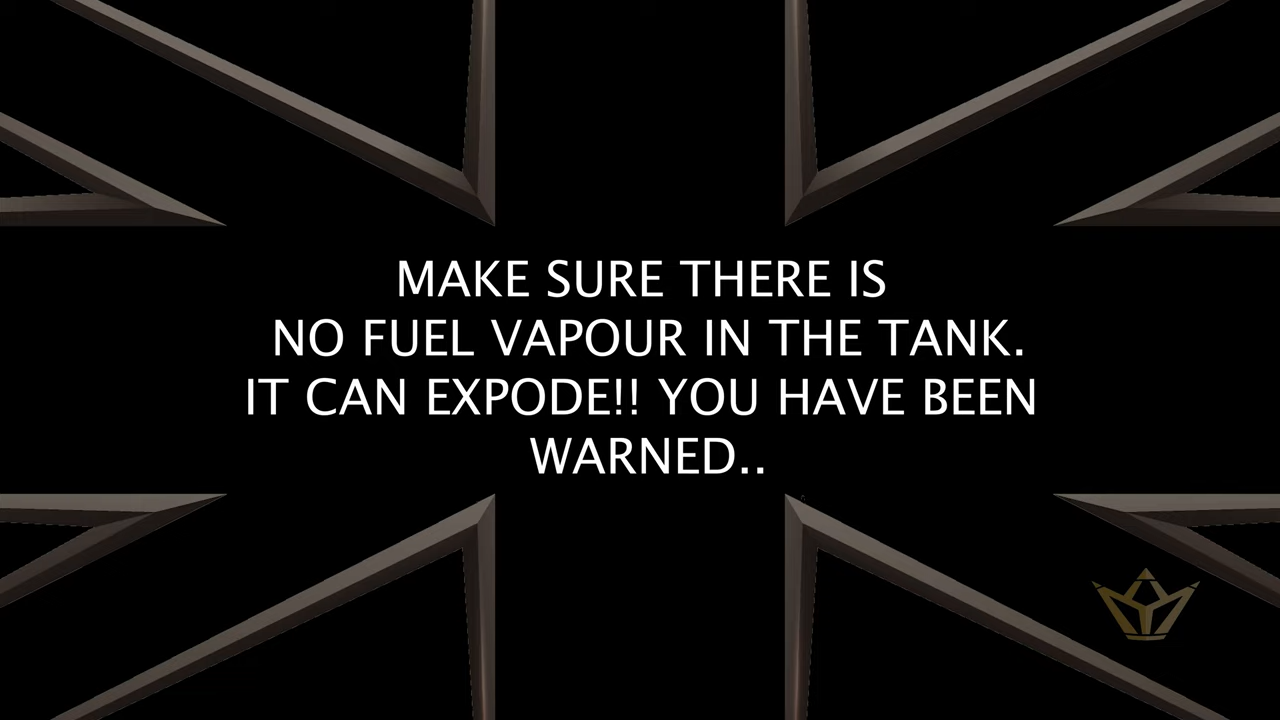 MAKE SURE THERE IS
NO FUEL VAPOUR IN THE TANK.
IT CAN EXPODE!! YOU HAVE BEEN
WARNED..